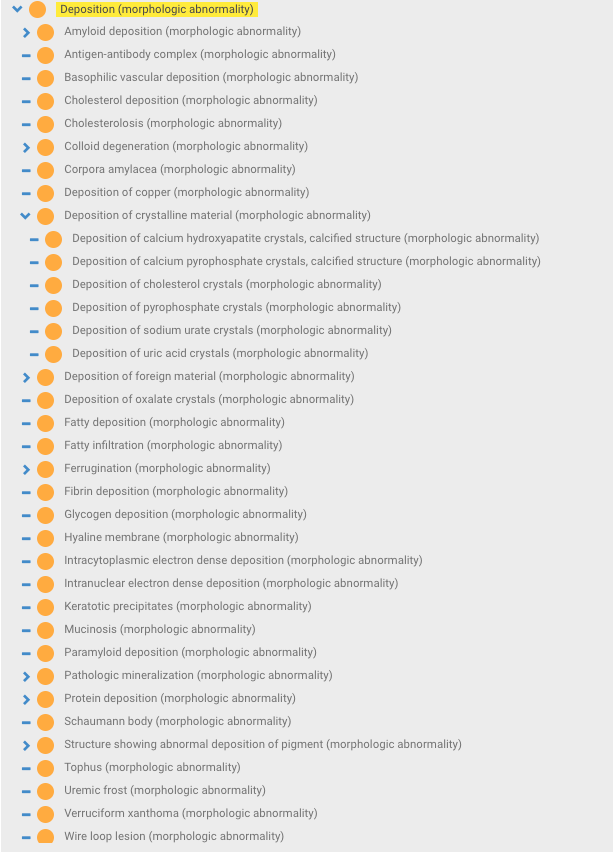 Deposition (morphologic abnormality)
Amyloid deposition (morphologic abnormality)
Antigen-antibody complex (morphologic abnormality)
Basophilic vascular deposition (morphologic abnormality)
Cholesterol deposition (morphologic abnormality)
Cholesterolosis (morphologic abnormality)
Colloid degeneration (morphologic abnormality)
Corpora amylacea (morphologic abnormality)
Deposition of copper (morphologic abnormality)
Deposition of crystalline material (morphologic abnormality)
Deposition of calcium hydroxyapatite crystals, calcified structure (morphologic abnormality)
Deposition of calcium pyrophosphate crystals, calcified structure (morphologic abnormality)
Deposition of cholesterol crystals (morphologic abnormality)
Deposition of pyrophosphate crystals (morphologic abnormality)
Deposition of sodium urate crystals (morphologic abnormality)
Deposition of uric acid crystals (morphologic abnormality)
Deposition of foreign material (morphologic abnormality)
Deposition of oxalate crystals (morphologic abnormality)
Fatty deposition (morphologic abnormality)
Fatty infiltration (morphologic abnormality)
Ferrugination (morphologic abnormality)
Fibrin deposition (morphologic abnormality)
Glycogen deposition (morphologic abnormality)
Hyaline membrane (morphologic abnormality)
Intracytoplasmic electron dense deposition (morphologic abnormality)
Intranuclear electron dense deposition (morphologic abnormality)
Keratotic precipitates (morphologic abnormality)
Mucinosis (morphologic abnormality)
Paramyloid deposition (morphologic abnormality)
Pathologic mineralization (morphologic abnormality)
Protein deposition (morphologic abnormality)
Schaumann body (morphologic abnormality)
Structure showing abnormal deposition of pigment (morphologic abnormality)
Tophus (morphologic abnormality)
Uremic frost (morphologic abnormality)
Verruciform xanthoma (morphologic abnormality)
Wire loop lesion (morphologic abnormality)